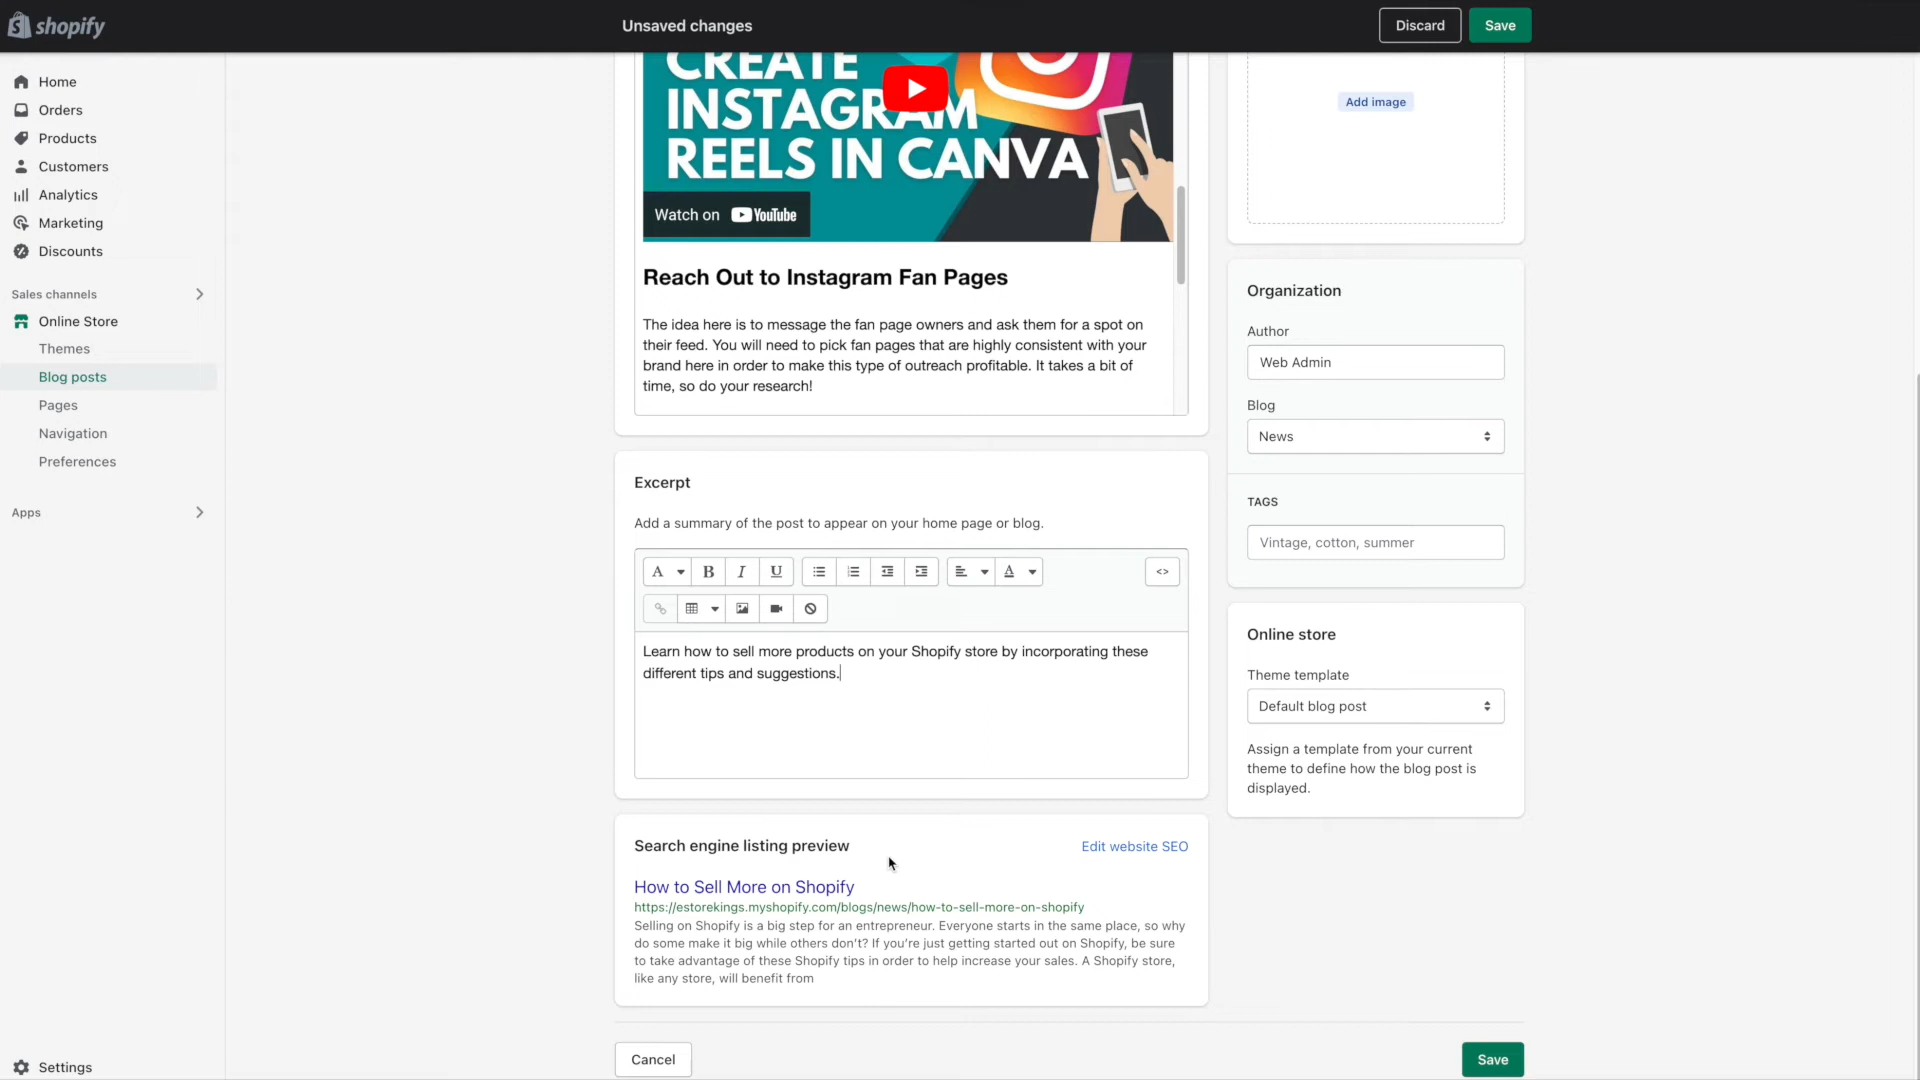 shopify
Unsaved changes
Discard
Save
Home
Orders
Products
Customers
Analytics
Marketing
Discounts
Sales channels
Online Store
Themes
Blog posts
Pages
Navigation
Preferences
Apps
Settings
CREATE
INSTAGRAM
REELS IN CANVA
Watch on YouTube
Reach Out to Instagram Fan Pages
The idea here is to message the fan page owners and ask them for a spot on
their feed. You will need to pick fan pages that are highly consistent with your
brand here in order to make this type of outreach profitable. It takes a bit of
time, so do your research!
Excerpt
Add a summary of the post to appear on your home page or blog.
A B I U A <>
Learn how to sell more products on your Shopify store by incorporating these
different tips and suggestions.
Search engine listing preview
Edit website SEO
How to Sell More on Shopify
https://estorekings.myshopify.com/blogs/news/how-to-sell-more-on-shopify
Selling on Shopify is a big step for an entrepreneur. Everyone starts in the same place, so why
do some make it big while others don't? If you're just getting started out on Shopify, be sure
to take advantage of these Shopify tips in order to help increase your sales. A Shopify store,
like any store, will benefit from
Cancel
Save
Add image
Organization
Author
Web Admin
Blog
News
TAGS
Vintage, cotton, summer
Online store
Theme template
Default blog post
Assign a template from your current
theme to define how the blog post is
displayed.